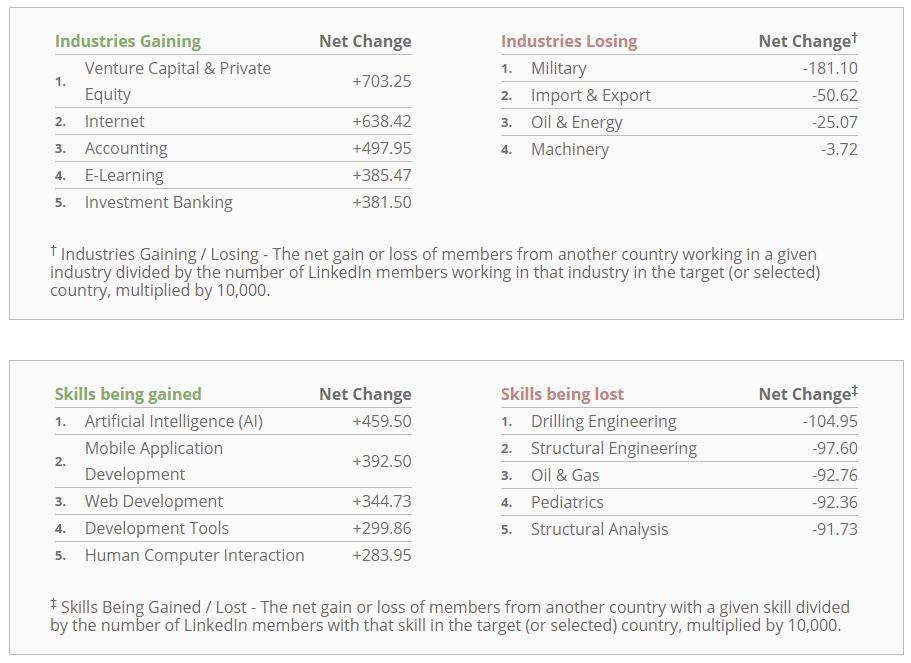 Industries Gaining Net Change
1. Venture Capital & Private
Equity +703.25
2. Internet +638.42
3. Accounting +497.95
4. E-Learning +385.47
5. Investment Banking +381.50
Industries Losing Net Change†
1. Military -181.10
2. Import & Export -50.62
3. Oil & Energy -25.07
4. Machinery -3.72
† Industries Gaining / Losing - The net gain or loss of members from another country working in a given
industry divided by the number of LinkedIn members working in that industry in the target (or selected)
country, multiplied by 10,000.
Skills being gained Net Change
1. Artificial Intelligence (AI) +459.50
2. Mobile Application
Development +392.50
3. Web Development +344.73
4. Development Tools +299.86
5. Human Computer Interaction +283.95
Skills being lost Net Change‡
1. Drilling Engineering -104.95
2. Structural Engineering -97.60
3. Oil & Gas -92.76
4. Pediatrics -92.36
5. Structural Analysis -91.73
‡ Skills Being Gained / Lost - The net gain or loss of members from another country with a given skill divided
by the number of LinkedIn members with that skill in the target (or selected) country, multiplied by 10,000.